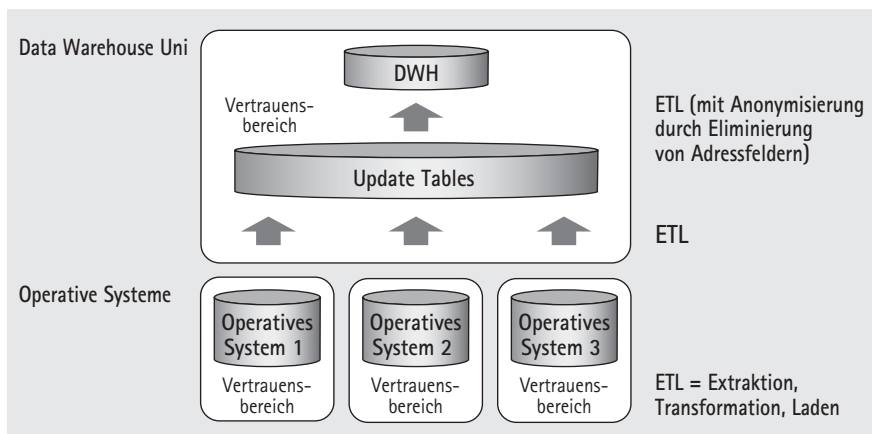 Data Warehouse Uni
DWH
Vertrauens-
bereich
ETL (mit Anonymisierung
durch Eliminierung
von Adressfeldern)
Update Tables
ETL
Operative Systeme
Operatives
System 1
Operatives
System 2
Operatives
System 3
Vertrauens-
bereich
Vertrauens-
bereich
Vertrauens-
bereich
ETL = Extraktion,
Transformation, Laden